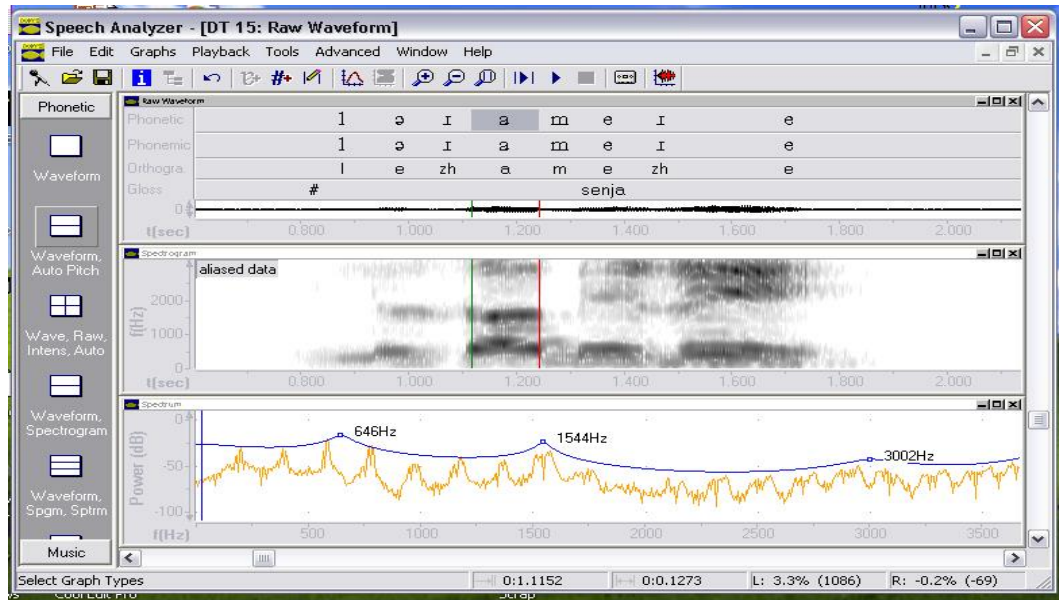 Speech Analyzer - [DT 15: Raw Waveform]
File Edit Graphs Playback Tools Advanced Window Help
Phonetic
Waveform
Waveform, Auto Pitch
Wave, Raw, Intens, Auto
Waveform, Spectrogram
Waveform, Spgm, Sptrm
Music
Raw Waveform
Phonetic l ə ɪ a m e ɪ e
Phonemic l ə ɪ a m e ɪ e
Orthogra. l e zh a m e zh e
Gloss # senja
0
t(sec) 0.800 1.000 1.200 1.400 1.600 1.800 2.000
Spectrogram
aliased data
f(Hz) 2000 1000 0
t(sec) 0.800 1.000 1.200 1.400 1.600 1.800 2.000
Spectrum
Power (dB) 0 -50 -100
646Hz 1544Hz 3002Hz
f(Hz) 500 1000 1500 2000 2500 3000 3500
Select Graph Types 0:1.1152 0:0.1273 L: 3.3% (1086) R: -0.2% (-69)
Cool Edit Pro Scrap